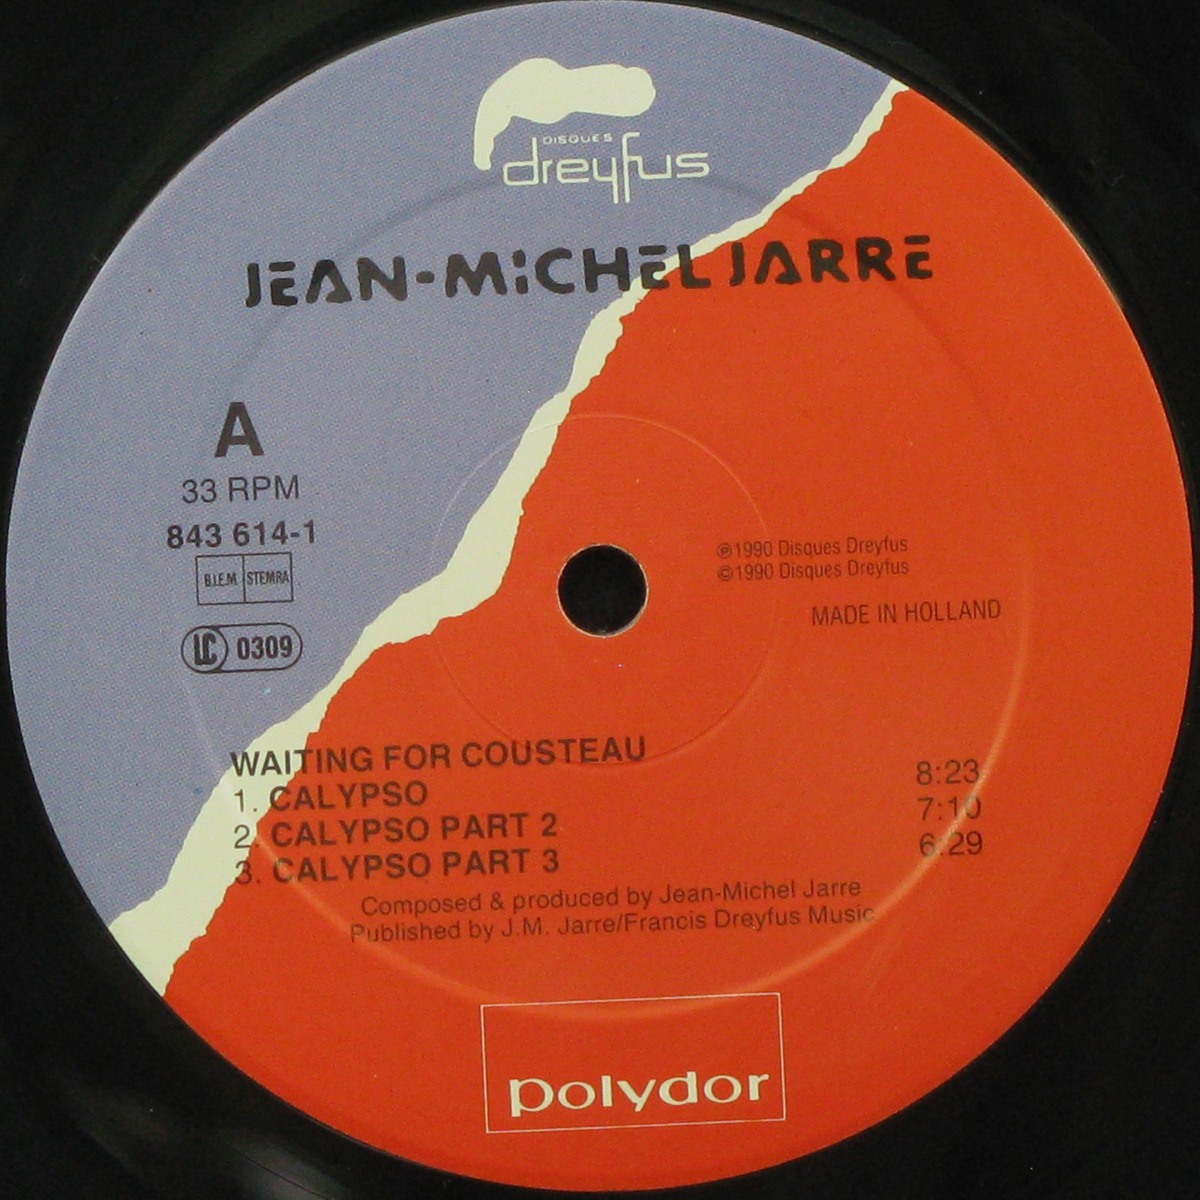 DISQUES
dreyfus
JEAN-MICHEL JARRE
A
33 RPM
843 614-1
B.I.E.M STEMRA
LC 0309
℗1990 Disques Dreyfus
©1990 Disques Dreyfus
MADE IN HOLLAND
WAITING FOR COUSTEAU
1. CALYPSO 8:23
2. CALYPSO PART 2 7:10
3. CALYPSO PART 3 6:29
Composed & produced by Jean-Michel Jarre
Published by J.M. Jarre/Francis Dreyfus Music
polydor